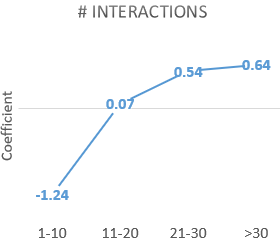 # INTERACTIONS
Coefficient
0.64
0.54
0.07
-1.24
1-10 11-20 21-30 >30